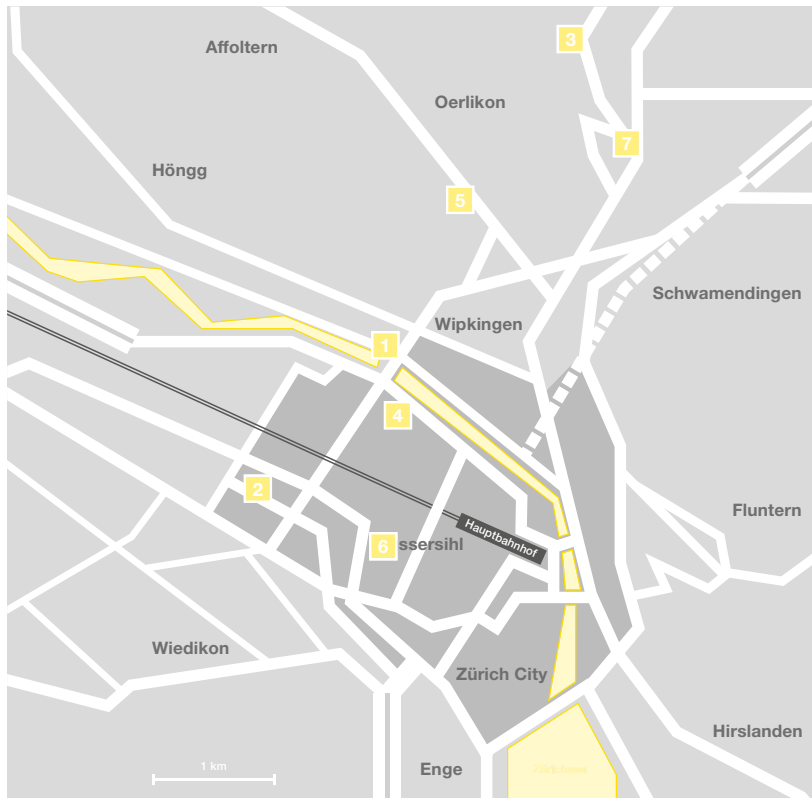 3
Affoltern
Oerlikon
7
Höngg
5
Schwamendingen
Wipkingen
1
4
2
Fluntern
Hauptbahnhof
6
ssersihl
Wiedikon
Zürich City
Hirslanden
1 km
Enge
Zürichsee